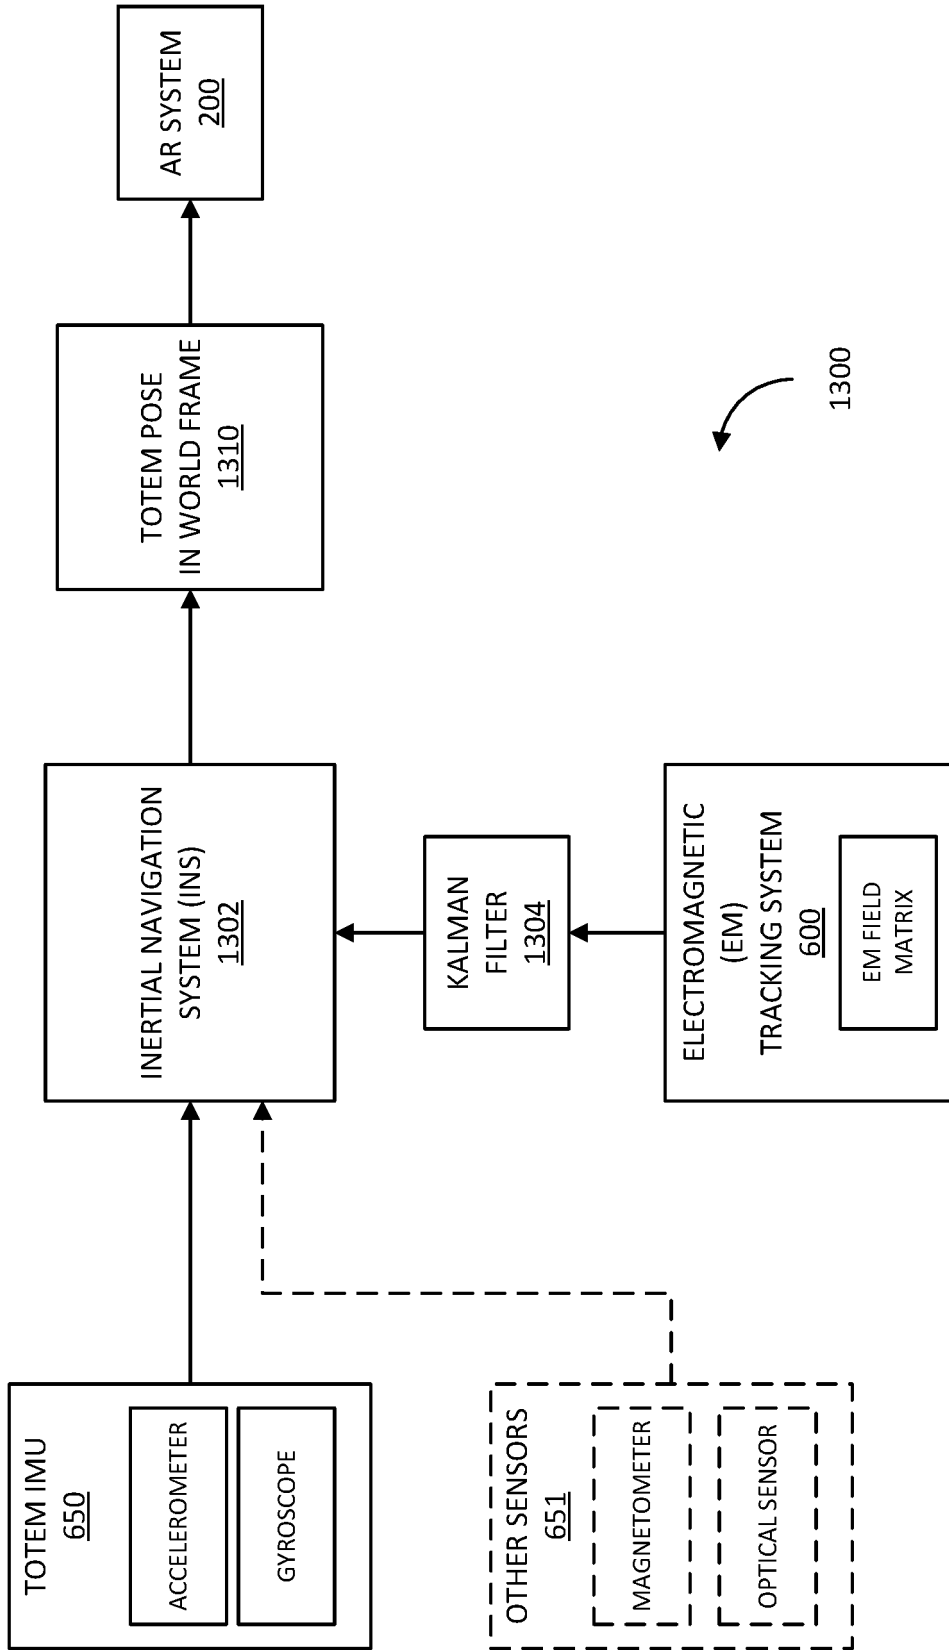 TOTEM IMU
650
ACCELEROMETER
GYROSCOPE
OTHER SENSORS
651
MAGNETOMETER
OPTICAL SENSOR
INERTIAL NAVIGATION
SYSTEM (INS)
1302
KALMAN
FILTER
1304
ELECTROMAGNETIC
(EM)
TRACKING SYSTEM
600
EM FIELD
MATRIX
TOTEM POSE
IN WORLD FRAME
1310
AR SYSTEM
200
1300